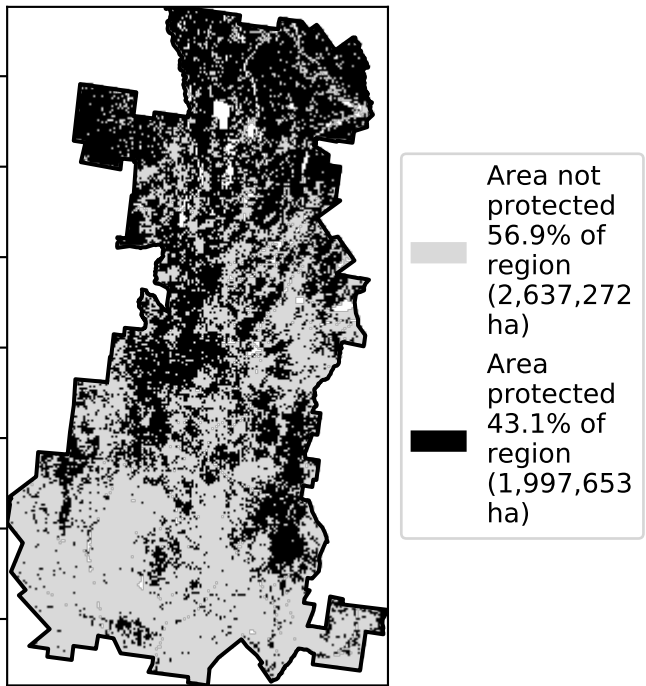 Area not
protected
56.9% of
region
(2,637,272
ha)
Area
protected
43.1% of
region
(1,997,653
ha)